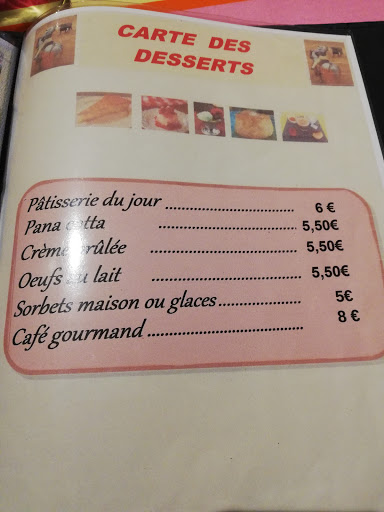 CARTE DES
DESSERTS
Pâtisserie du jour ........................ 6 €
Pana cotta ........................ 5,50€
Crème brûlée ........................ 5,50€
Oeufs au lait ........................ 5,50€
Sorbets maison ou glaces ........................ 5€
Café gourmand ........................ 8 €